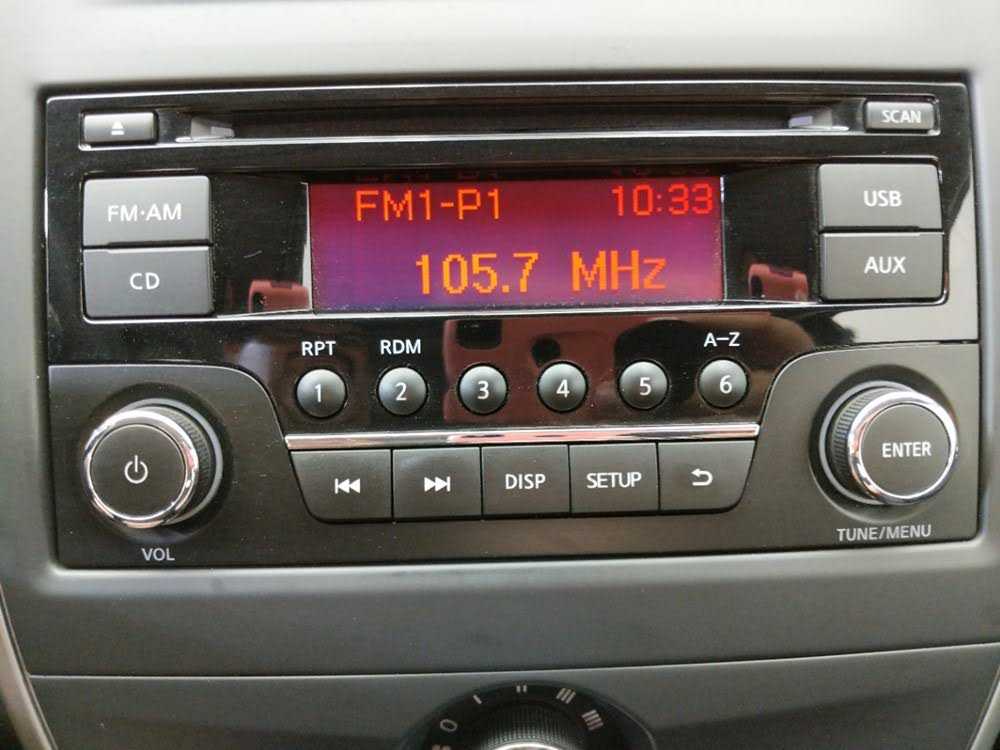 SCAN
FM·AM
CD
FM1-P1 10:33
105.7 MHz
USB
AUX
RPT RDM A-Z
1 2 3 4 5 6
DISP SETUP
ENTER
VOL
TUNE/MENU
0